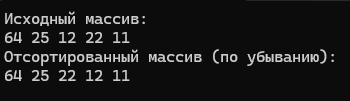 Исходный массив:
64 25 12 22 11
Отсортированный массив (по убыванию):
64 25 22 12 11